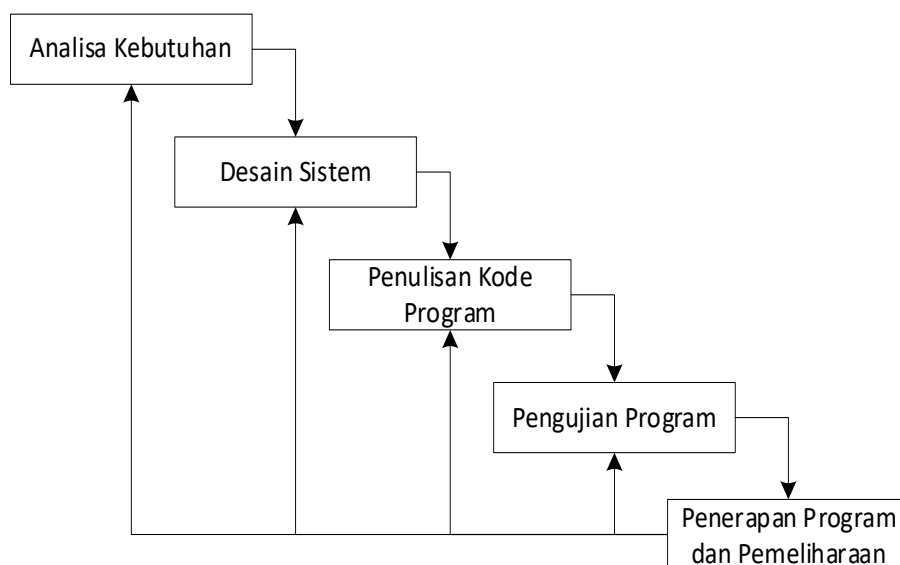 Analisa Kebutuhan
Desain Sistem
Penulisan Kode
Program
Pengujian Program
Penerapan Program
dan Pemeliharaan